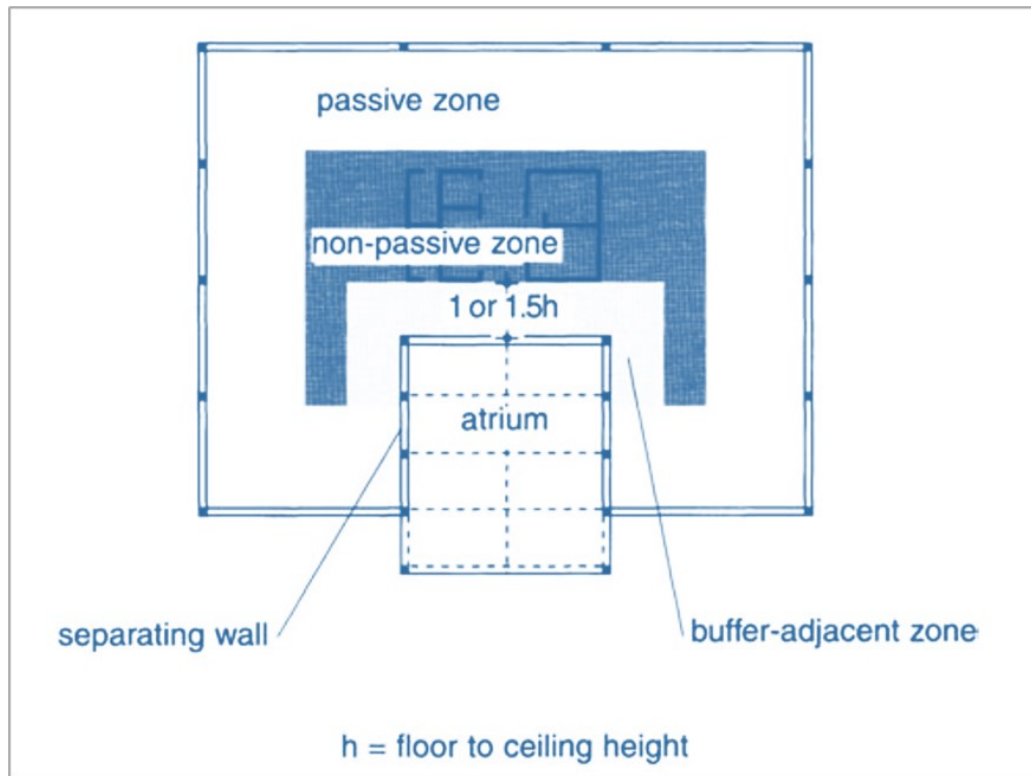 passive zone
non-passive zone
1 or 1.5h
atrium
separating wall
buffer-adjacent zone
h = floor to ceiling height